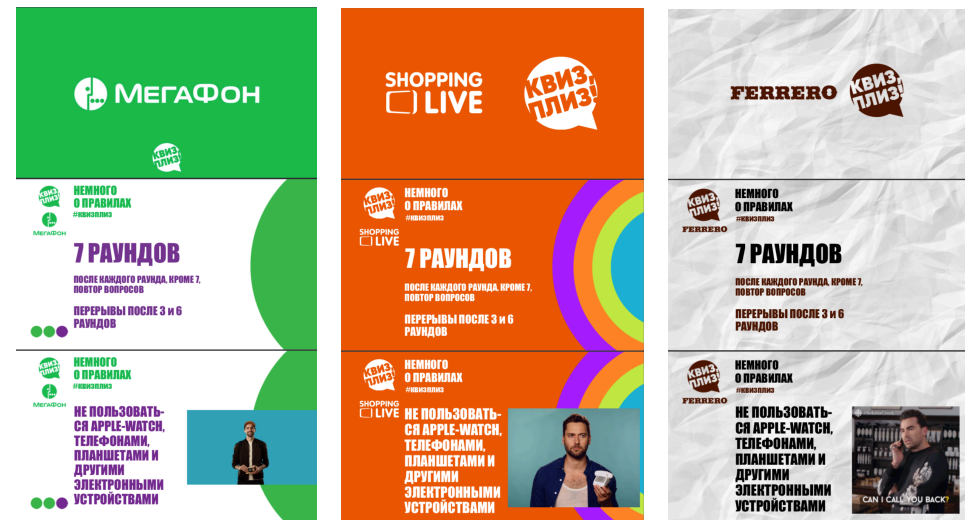 МЕГАФОН
КВИЗ,
ПЛИЗ!
КВИЗ,
ПЛИЗ!
МЕГАФОН
НЕМНОГО
О ПРАВИЛАХ
#КВИЗПЛИЗ
7 РАУНДОВ
ПОСЛЕ КАЖДОГО РАУНДА, КРОМЕ 7,
ПОВТОР ВОПРОСОВ
ПЕРЕРЫВЫ ПОСЛЕ 3 и 6
РАУНДОВ
КВИЗ,
ПЛИЗ!
МЕГАФОН
НЕМНОГО
О ПРАВИЛАХ
#КВИЗПЛИЗ
НЕ ПОЛЬЗОВАТЬ-
СЯ APPLE-WATCH,
ТЕЛЕФОНАМИ,
ПЛАНШЕТАМИ И
ДРУГИМИ
ЭЛЕКТРОННЫМИ
УСТРОЙСТВАМИ
SHOPPING
LIVE
КВИЗ,
ПЛИЗ!
КВИЗ,
ПЛИЗ!
SHOPPING
LIVE
НЕМНОГО
О ПРАВИЛАХ
#КВИЗПЛИЗ
7 РАУНДОВ
ПОСЛЕ КАЖДОГО РАУНДА, КРОМЕ 7,
ПОВТОР ВОПРОСОВ
ПЕРЕРЫВЫ ПОСЛЕ 3 и 6
РАУНДОВ
КВИЗ,
ПЛИЗ!
SHOPPING
LIVE
НЕМНОГО
О ПРАВИЛАХ
#КВИЗПЛИЗ
НЕ ПОЛЬЗОВАТЬ-
СЯ APPLE-WATCH,
ТЕЛЕФОНАМИ,
ПЛАНШЕТАМИ И
ДРУГИМИ
ЭЛЕКТРОННЫМИ
УСТРОЙСТВАМИ
FERRERO
КВИЗ,
ПЛИЗ!
КВИЗ,
ПЛИЗ!
FERRERO
НЕМНОГО
О ПРАВИЛАХ
#КВИЗПЛИЗ
7 РАУНДОВ
ПОСЛЕ КАЖДОГО РАУНДА, КРОМЕ 7,
ПОВТОР ВОПРОСОВ
ПЕРЕРЫВЫ ПОСЛЕ 3 и 6
РАУНДОВ
КВИЗ,
ПЛИЗ!
FERRERO
НЕМНОГО
О ПРАВИЛАХ
#КВИЗПЛИЗ
НЕ ПОЛЬЗОВАТЬ-
СЯ APPLE-WATCH,
ТЕЛЕФОНАМИ,
ПЛАНШЕТАМИ И
ДРУГИМИ
ЭЛЕКТРОННЫМИ
УСТРОЙСТВАМИ
CAN I CALL YOU BACK?